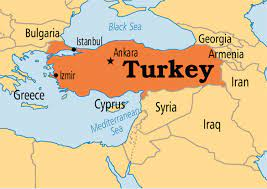 Black Sea
Bulgaria
Georgia
Istanbul
Ankara
Armenia
Izmir
Turkey
Iran
Greece
Cyprus
Syria
Mediterranean
Sea
Iraq